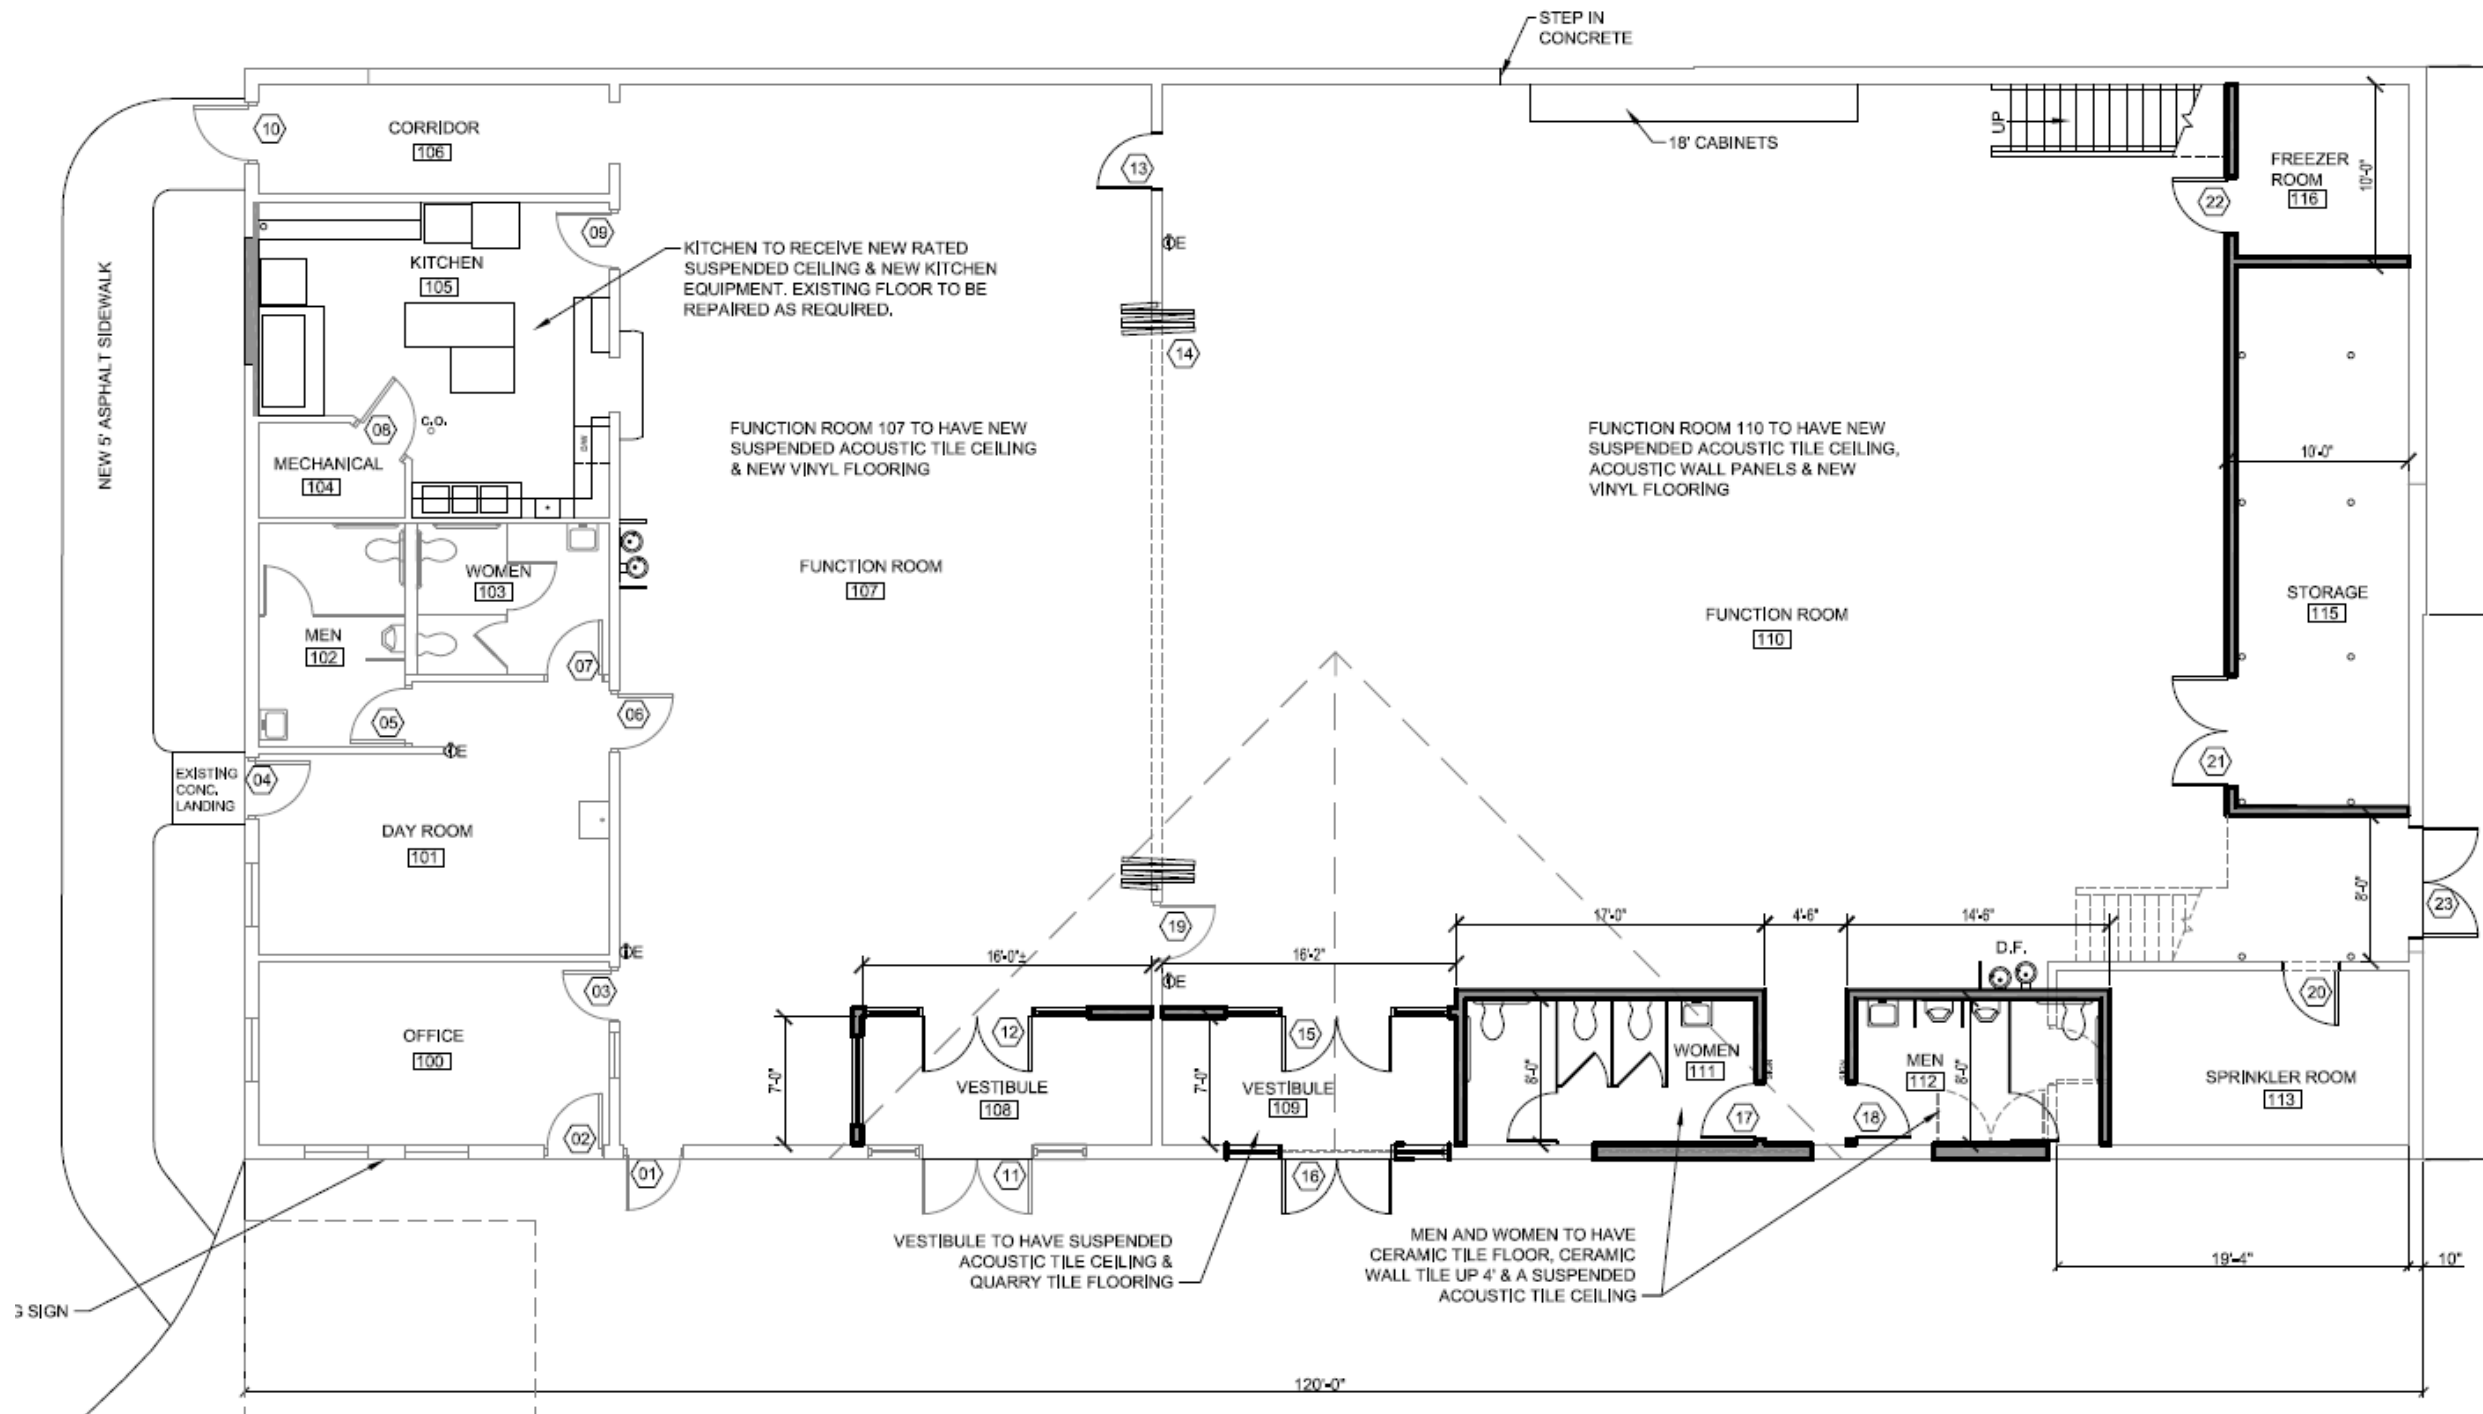 STEP IN
CONCRETE
10
CORRIDOR
106
13
18' CABINETS
UP
FREEZER
ROOM
116
10'-0"
22
09
KITCHEN
105
KITCHEN TO RECEIVE NEW RATED
SUSPENDED CEILING & NEW KITCHEN
EQUIPMENT. EXISTING FLOOR TO BE
REPAIRED AS REQUIRED.
E
14
NEW 5' ASPHALT SIDEWALK
08
C.O.
MECHANICAL
104
FUNCTION ROOM 107 TO HAVE NEW
SUSPENDED ACOUSTIC TILE CEILING
& NEW VINYL FLOORING
FUNCTION ROOM 110 TO HAVE NEW
SUSPENDED ACOUSTIC TILE CEILING,
ACOUSTIC WALL PANELS & NEW
VINYL FLOORING
10'-0"
WOMEN
103
FUNCTION ROOM
107
FUNCTION ROOM
110
STORAGE
115
MEN
102
07
05
06
E
EXISTING
CONC.
LANDING
04
21
DAY ROOM
101
19
17'-0"
4'-6"
14'-6"
8'-0"
23
E
16'-0"±
16'-2"
D.F.
E
03
20
OFFICE
100
12
15
7'-0"
VESTIBULE
108
7'-0"
VESTIBULE
109
8'-0"
WOMEN
111
MEN
112
8'-0"
SPRINKLER ROOM
113
17
18
02
01
11
16
VESTIBULE TO HAVE SUSPENDED
ACOUSTIC TILE CEILING &
QUARRY TILE FLOORING
MEN AND WOMEN TO HAVE
CERAMIC TILE FLOOR, CERAMIC
WALL TILE UP 4' & A SUSPENDED
ACOUSTIC TILE CEILING
19'-4"
10"
SIGN
120'-0"